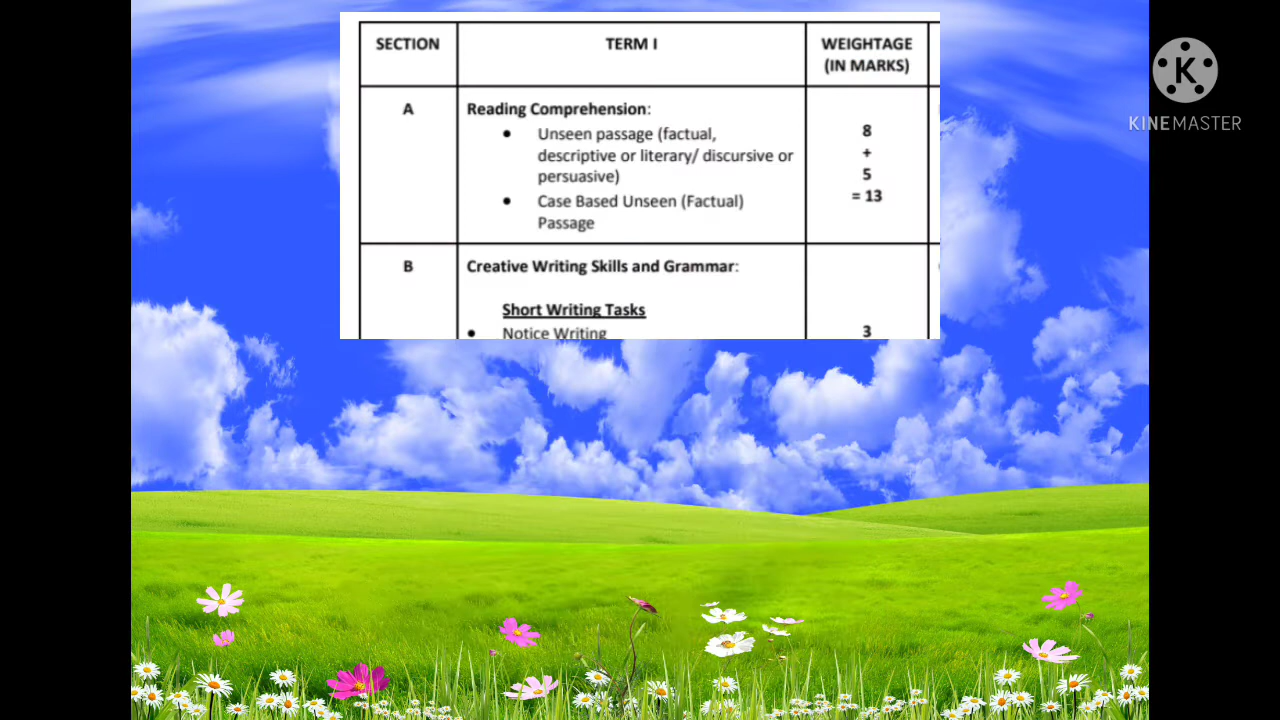 SECTION
TERM I
WEIGHTAGE
(IN MARKS)
A
Reading Comprehension:
• Unseen passage (factual,
descriptive or literary/ discursive or
persuasive)
• Case Based Unseen (Factual)
Passage
8
+
5
= 13
B
Creative Writing Skills and Grammar:
Short Writing Tasks
• Notice Writing
3
K
KINEMASTER